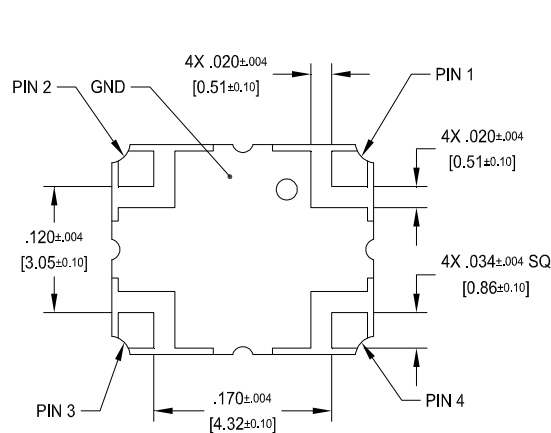 4X .020±.004
[0.51±0.10]
PIN 1
PIN 2
GND
4X .020±.004
[0.51±0.10]
.120±.004
[3.05±0.10]
4X .034±.004 SQ
[0.86±0.10]
.170±.004
[4.32±0.10]
PIN 3
PIN 4